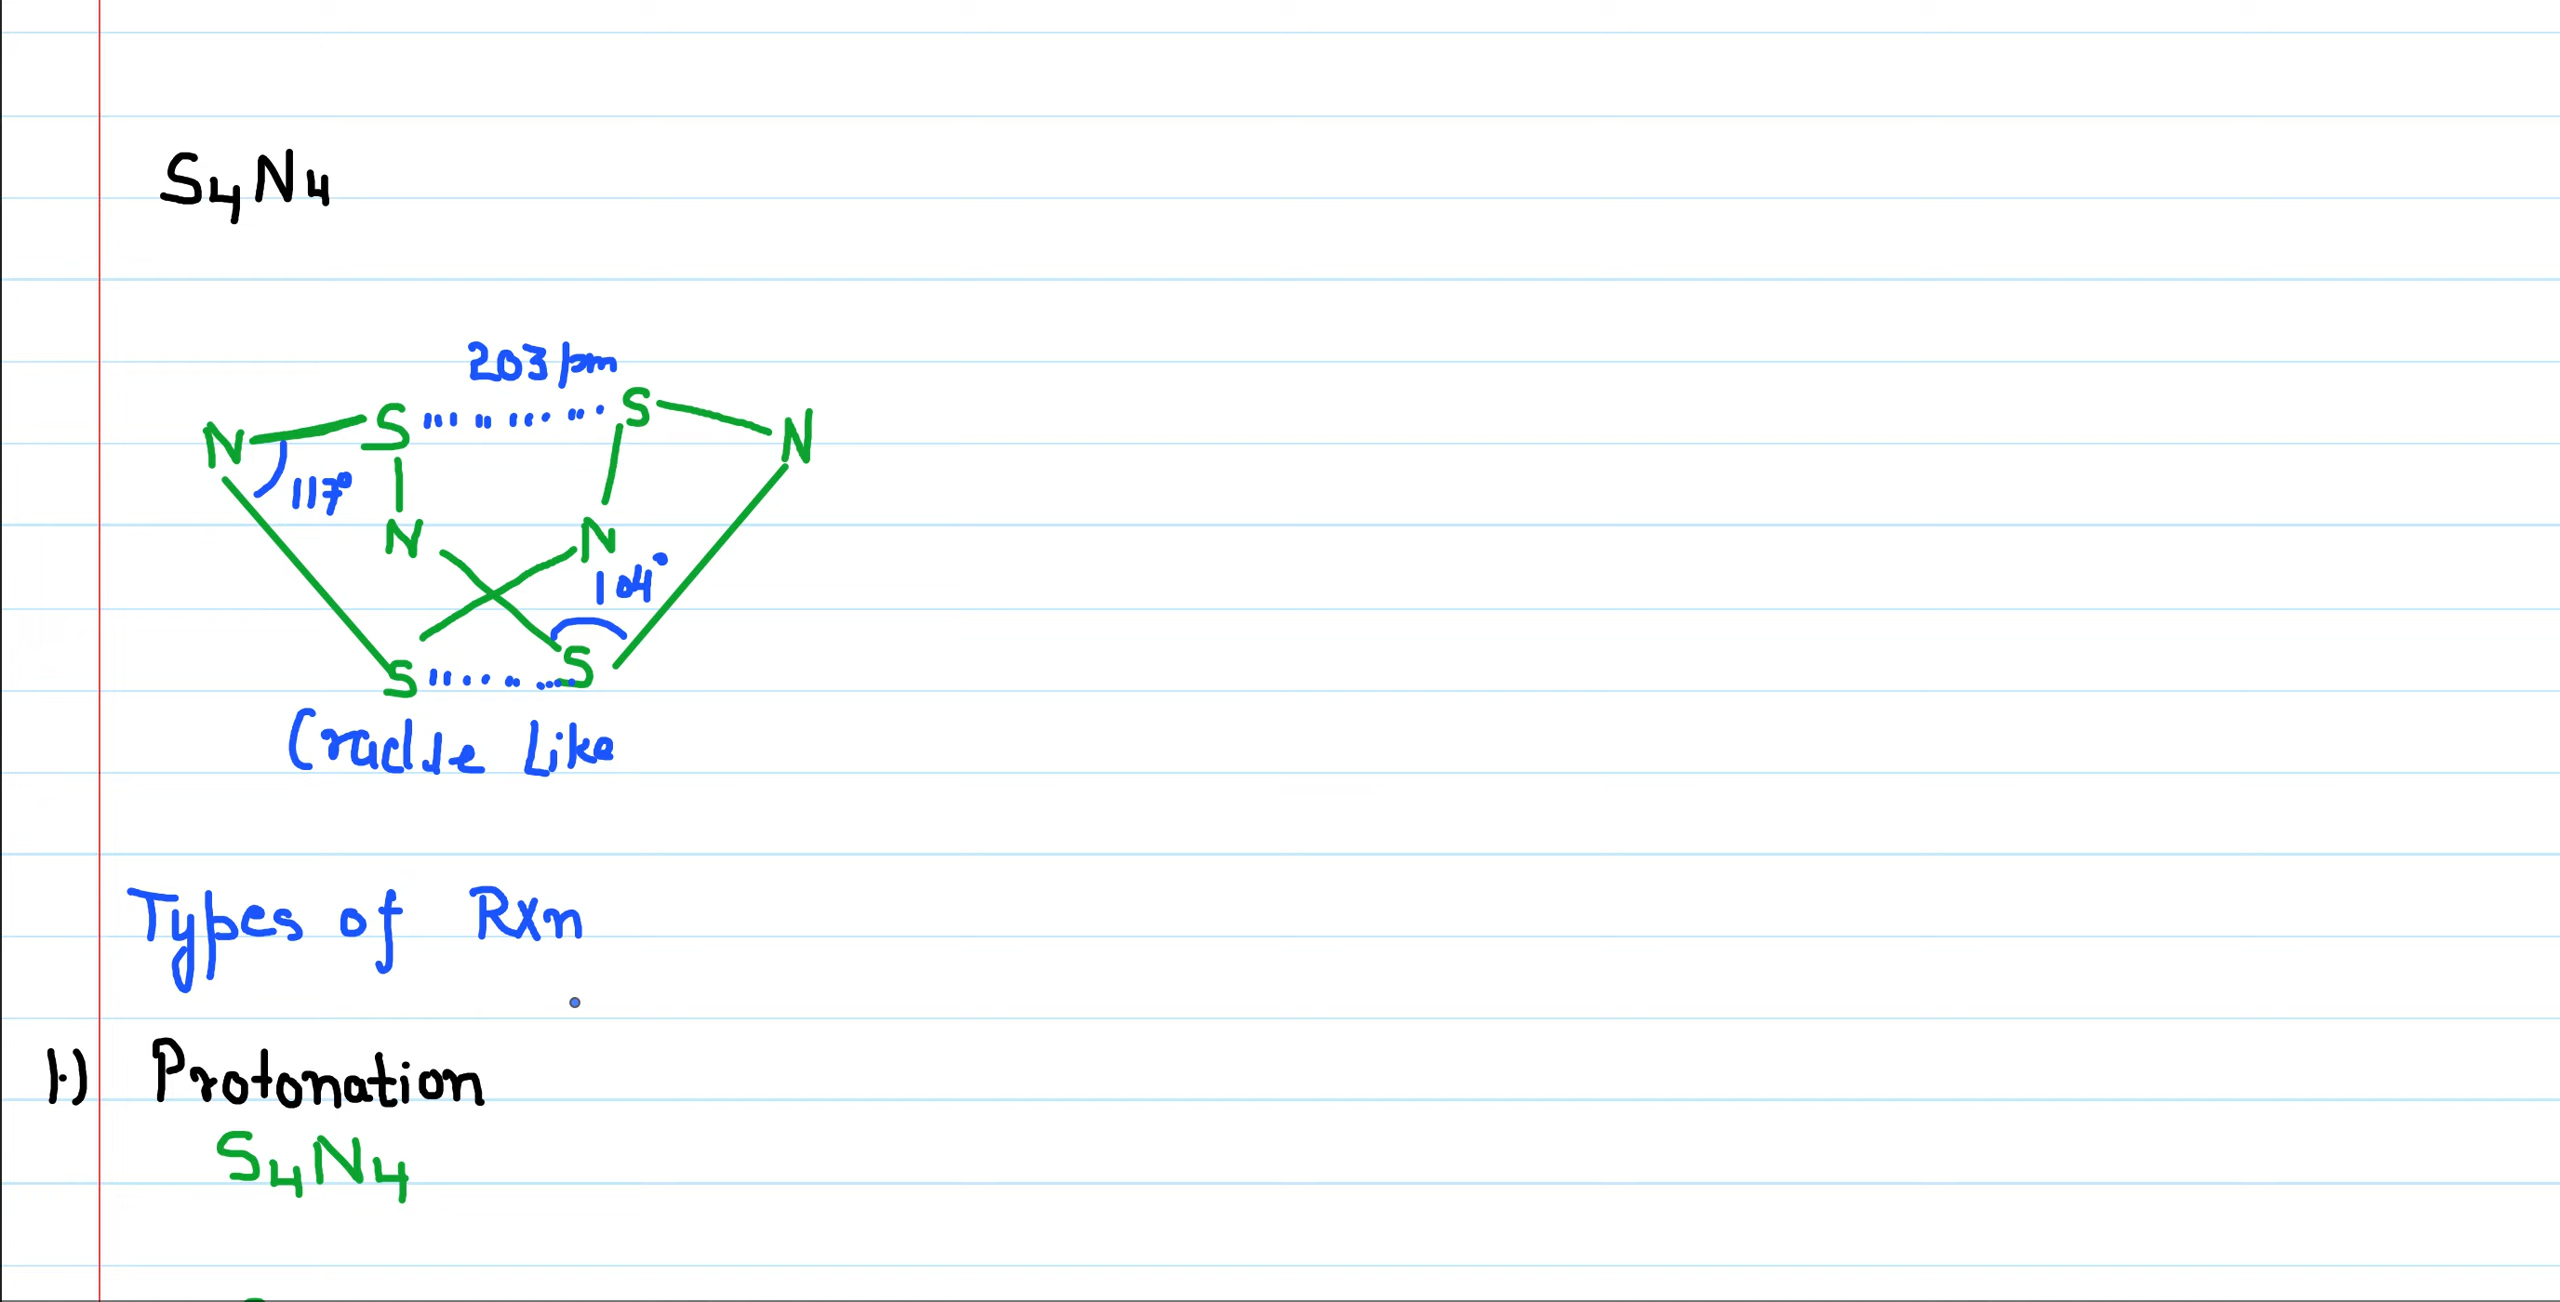 S₄N₄
203 pm
N S S N
117°
N N
104°
S S
Cradle Like
Types of Rxn
1.) Protonation
S₄N₄